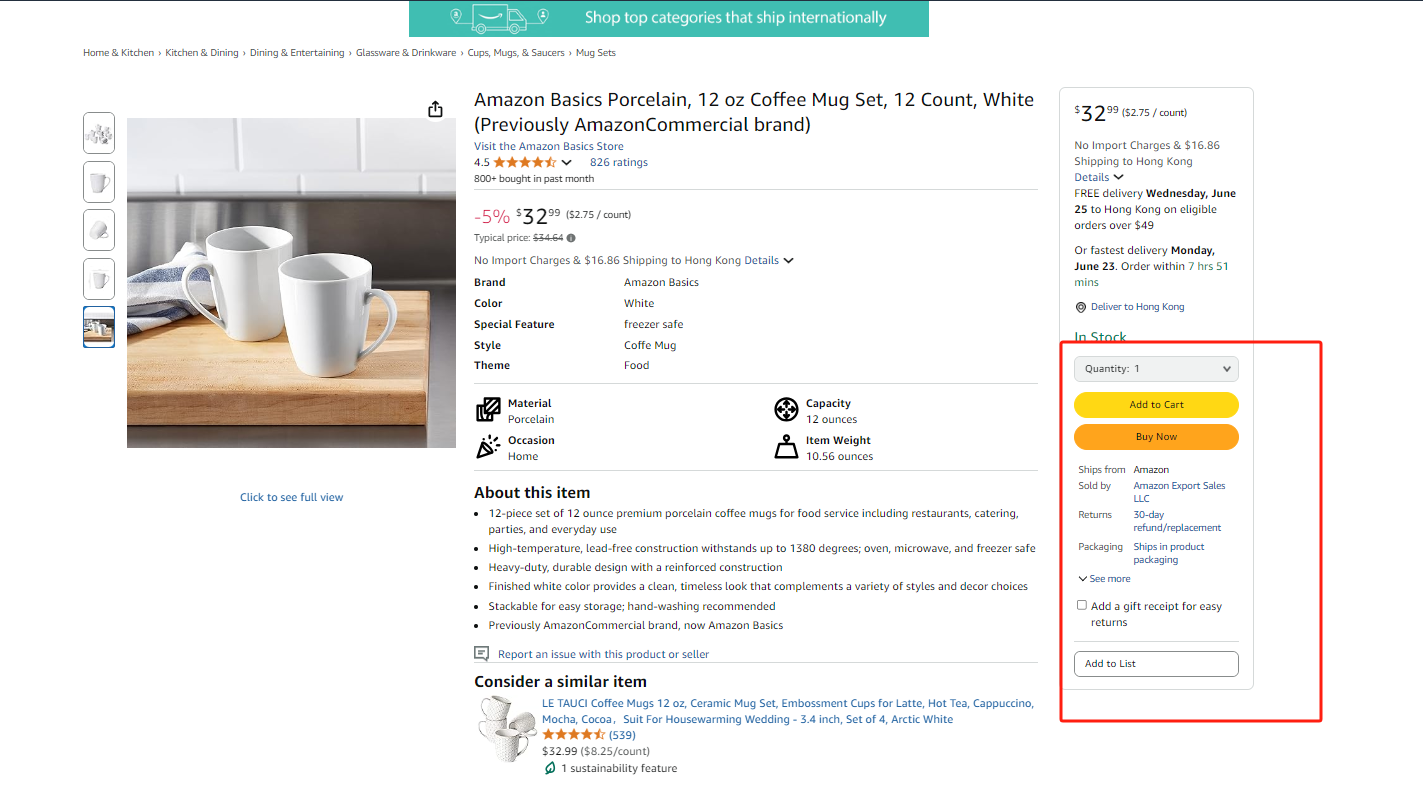 Shop top categories that ship internationally
Home & Kitchen › Kitchen & Dining › Dining & Entertaining › Glassware & Drinkware › Cups, Mugs, & Saucers › Mug Sets
Amazon Basics Porcelain, 12 oz Coffee Mug Set, 12 Count, White
(Previously AmazonCommercial brand)
Visit the Amazon Basics Store
4.5 826 ratings
800+ bought in past month
-5% $32.99 ($2.75 / count)
Typical price: $34.64
No Import Charges & $16.86 Shipping to Hong Kong Details
Brand Amazon Basics
Color White
Special Feature freezer safe
Style Coffe Mug
Theme Food
Material
Porcelain
Capacity
12 ounces
Occasion
Home
Item Weight
10.56 ounces
Click to see full view
About this item
12-piece set of 12 ounce premium porcelain coffee mugs for food service including restaurants, catering,
parties, and everyday use
High-temperature, lead-free construction withstands up to 1380 degrees; oven, microwave, and freezer safe
Heavy-duty, durable design with a reinforced construction
Finished white color provides a clean, timeless look that complements a variety of styles and decor choices
Stackable for easy storage; hand-washing recommended
Previously AmazonCommercial brand, now Amazon Basics
Report an issue with this product or seller
Consider a similar item
LE TAUCI Coffee Mugs 12 oz, Ceramic Mug Set, Embossment Cups for Latte, Hot Tea, Cappuccino,
Mocha, Cocoa，Suit For Housewarming Wedding - 3.4 inch, Set of 4, Arctic White
(539)
$32.99 ($8.25/count)
1 sustainability feature
$32.99 ($2.75 / count)
No Import Charges & $16.86
Shipping to Hong Kong
Details
FREE delivery Wednesday, June
25 to Hong Kong on eligible
orders over $49
Or fastest delivery Monday,
June 23. Order within 7 hrs 51
mins
Deliver to Hong Kong
In Stock
Quantity: 1
Add to Cart
Buy Now
Ships from Amazon
Sold by Amazon Export Sales
LLC
Returns 30-day
refund/replacement
Packaging Ships in product
packaging
See more
Add a gift receipt for easy
returns
Add to List